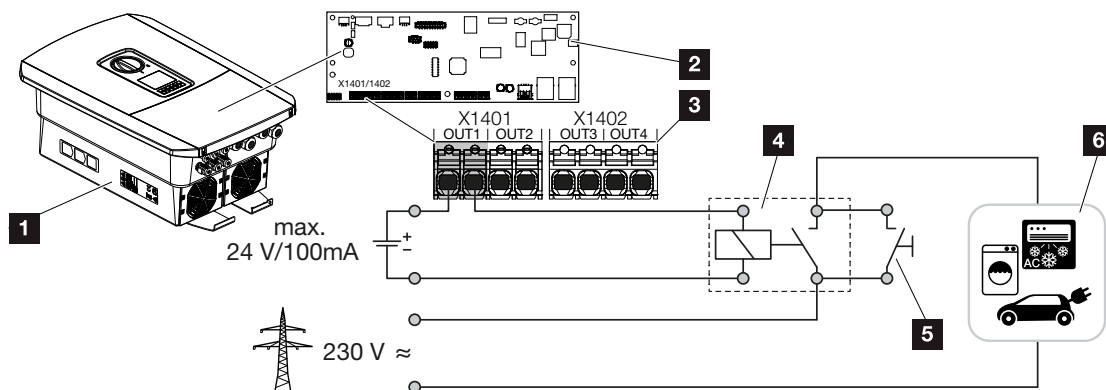 X1401/1402
2
3
X1401 X1402
OUT1 OUT2 OUT3 OUT4
4
6
1
max.
24 V/100mA
+
−
AC
5
230 V ≈